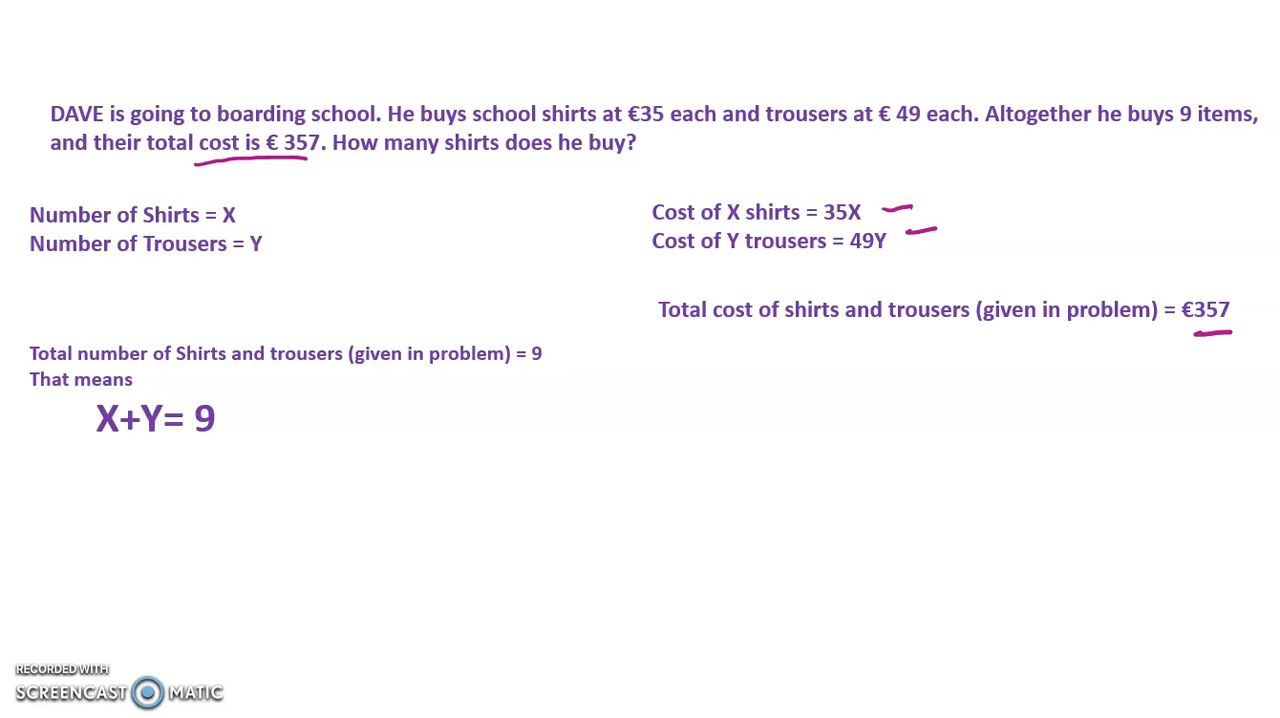 DAVE is going to boarding school. He buys school shirts at €35 each and trousers at € 49 each. Altogether he buys 9 items,
and their total cost is € 357. How many shirts does he buy?
Number of Shirts = X
Number of Trousers = Y
Cost of X shirts = 35X
Cost of Y trousers = 49Y
Total cost of shirts and trousers (given in problem) = €357
Total number of Shirts and trousers (given in problem) = 9
That means
X+Y= 9
RECORDED WITH
SCREENCAST MATIC